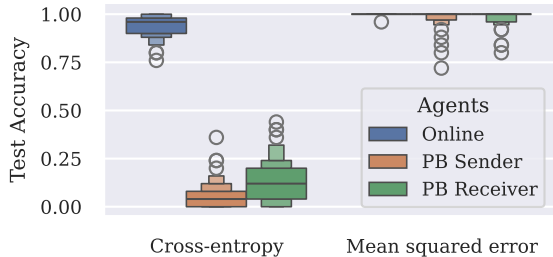 Test Accuracy
1.00
0.75
0.50
0.25
0.00
Agents
Online
PB Sender
PB Receiver
Cross-entropy
Mean squared error